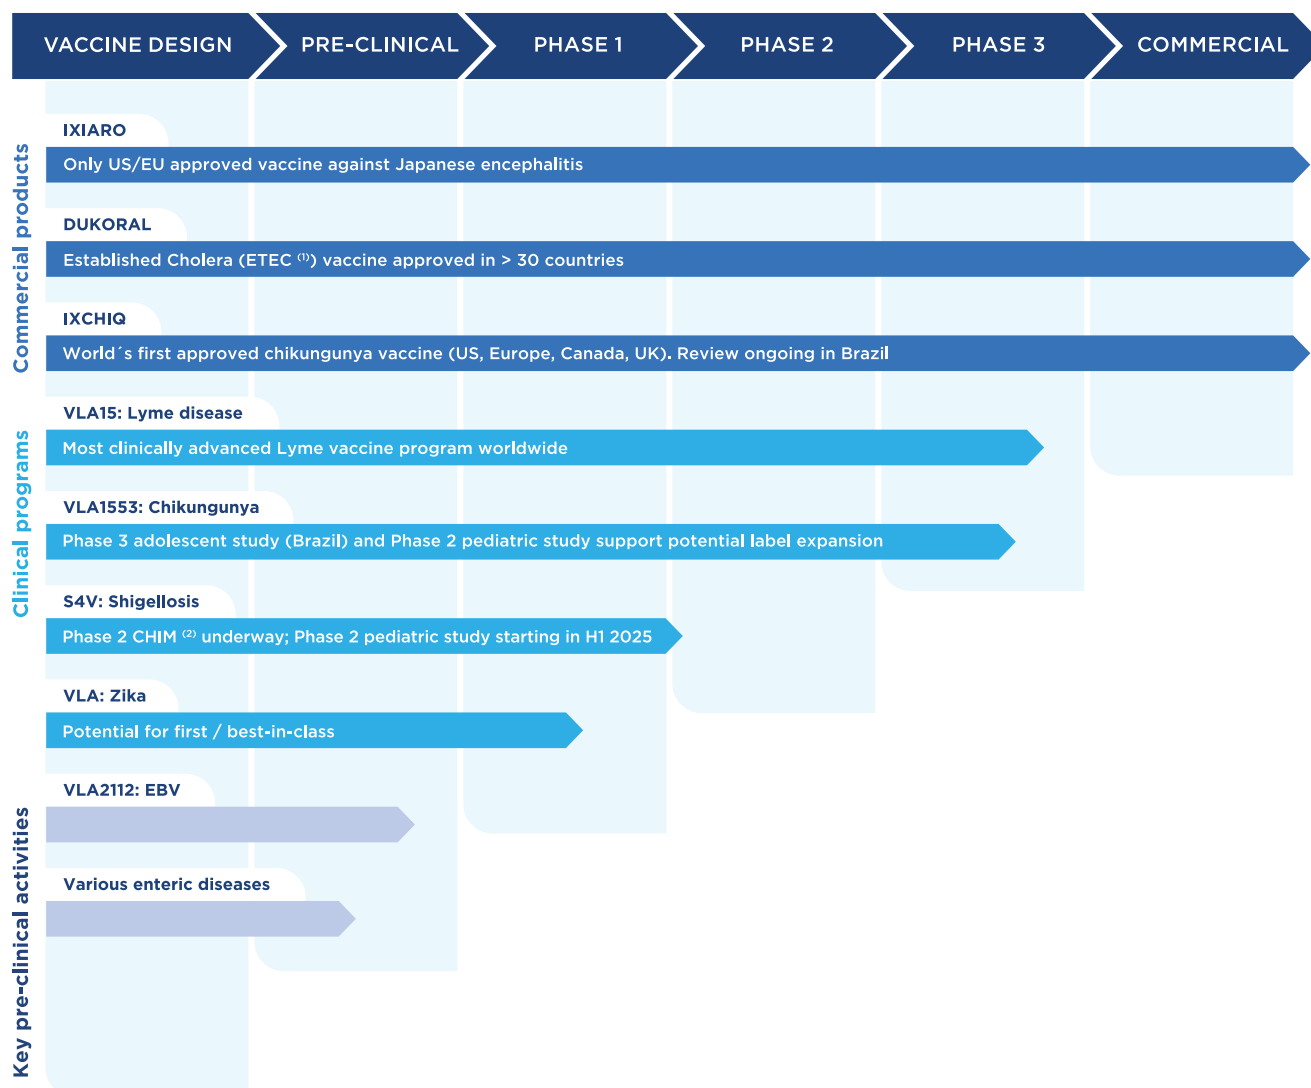 VACCINE DESIGN
PRE-CLINICAL
PHASE 1
PHASE 2
PHASE 3
COMMERCIAL
Commercial products
IXIARO
Only US/EU approved vaccine against Japanese encephalitis
DUKORAL
Established Cholera (ETEC (1)) vaccine approved in > 30 countries
IXCHIQ
World´s first approved chikungunya vaccine (US, Europe, Canada, UK). Review ongoing in Brazil
Clinical programs
VLA15: Lyme disease
Most clinically advanced Lyme vaccine program worldwide
VLA1553: Chikungunya
Phase 3 adolescent study (Brazil) and Phase 2 pediatric study support potential label expansion
S4V: Shigellosis
Phase 2 CHIM (2) underway; Phase 2 pediatric study starting in H1 2025
VLA: Zika
Potential for first / best-in-class
Key pre-clinical activities
VLA2112: EBV
Various enteric diseases